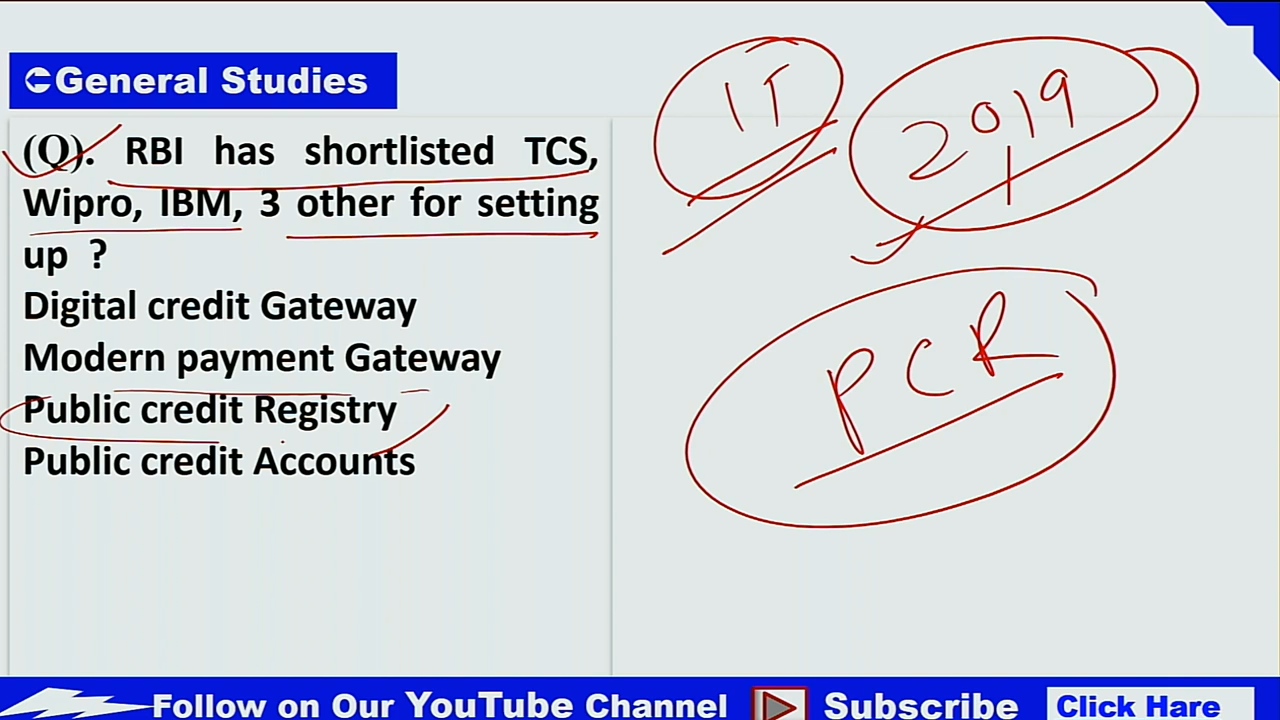 General Studies
(Q). RBI has shortlisted TCS,
Wipro, IBM, 3 other for setting
up ?
Digital credit Gateway
Modern payment Gateway
Public credit Registry
Public credit Accounts
IT
2019
PCR
Follow on Our YouTube Channel
Subscribe
Click Hare